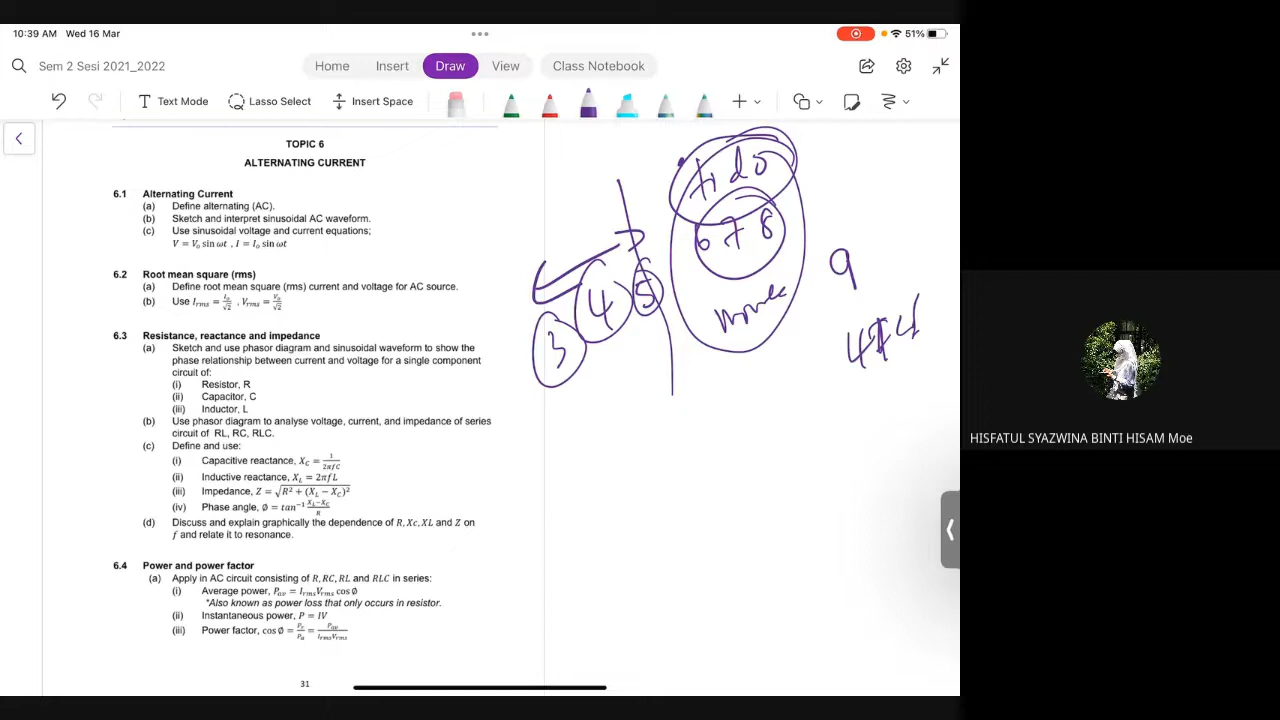 10:39 AM Wed 16 Mar
51%
Sem 2 Sesi 2021_2022
Home Insert Draw View Class Notebook
Text Mode Lasso Select Insert Space
TOPIC 6
ALTERNATING CURRENT
6.1 Alternating Current
(a) Define alternating (AC).
(b) Sketch and interpret sinusoidal AC waveform.
(c) Use sinusoidal voltage and current equations;
V = V₀ sin ωt , I = I₀ sin ωt
6.2 Root mean square (rms)
(a) Define root mean square (rms) current and voltage for AC source.
(b) Use I_rms = I₀/√2 , V_rms = V₀/√2
6.3 Resistance, reactance and impedance
(a) Sketch and use phasor diagram and sinusoidal waveform to show the
phase relationship between current and voltage for a single component
circuit of:
(i) Resistor, R
(ii) Capacitor, C
(iii) Inductor, L
(b) Use phasor diagram to analyse voltage, current, and impedance of series
circuit of RL, RC, RLC.
(c) Define and use:
(i) Capacitive reactance, X_C = 1/2πfC
(ii) Inductive reactance, X_L = 2πfL
(iii) Impedance, Z = √R² + (X_L − X_C)²
(iv) Phase angle, ∅ = tan⁻¹ X_L−X_C/R
(d) Discuss and explain graphically the dependence of R, Xc, XL and Z on
f and relate it to resonance.
6.4 Power and power factor
(a) Apply in AC circuit consisting of R, RC, RL and RLC in series:
(i) Average power, P_av = I_rms V_rms cos ∅
*Also known as power loss that only occurs in resistor.
(ii) Instantaneous power, P = IV
(iii) Power factor, cos ∅ = P_r/P_a = P_av/I_rms V_rms
31
6 7 8
9
3 4 5
HISFATUL SYAZWINA BINTI HISAM Moe